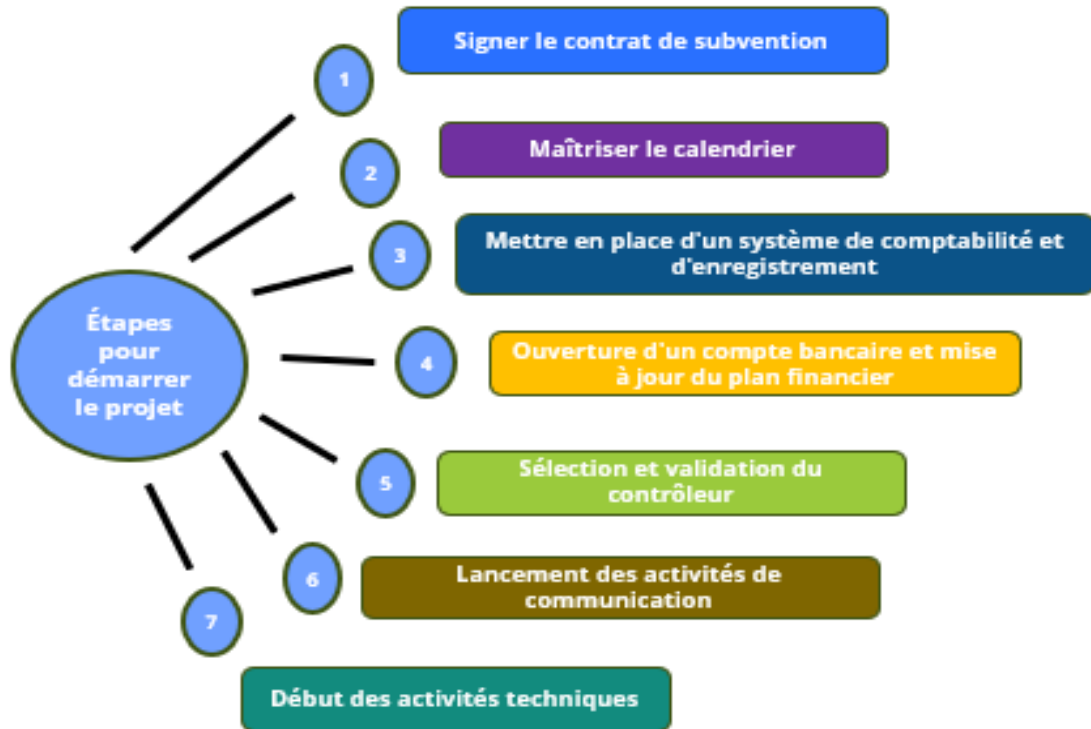 Étapes
pour
démarrer
le projet
1
Signer le contrat de subvention
2
Maîtriser le calendrier
3
Mettre en place d'un système de comptabilité et
d'enregistrement
4
Ouverture d'un compte bancaire et mise
à jour du plan financier
5
Sélection et validation du
contrôleur
6
Lancement des activités de
communication
7
Début des activités techniques